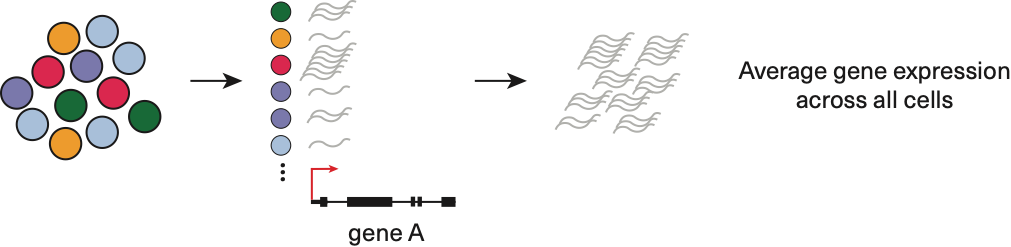 Average gene expression
across all cells
gene A